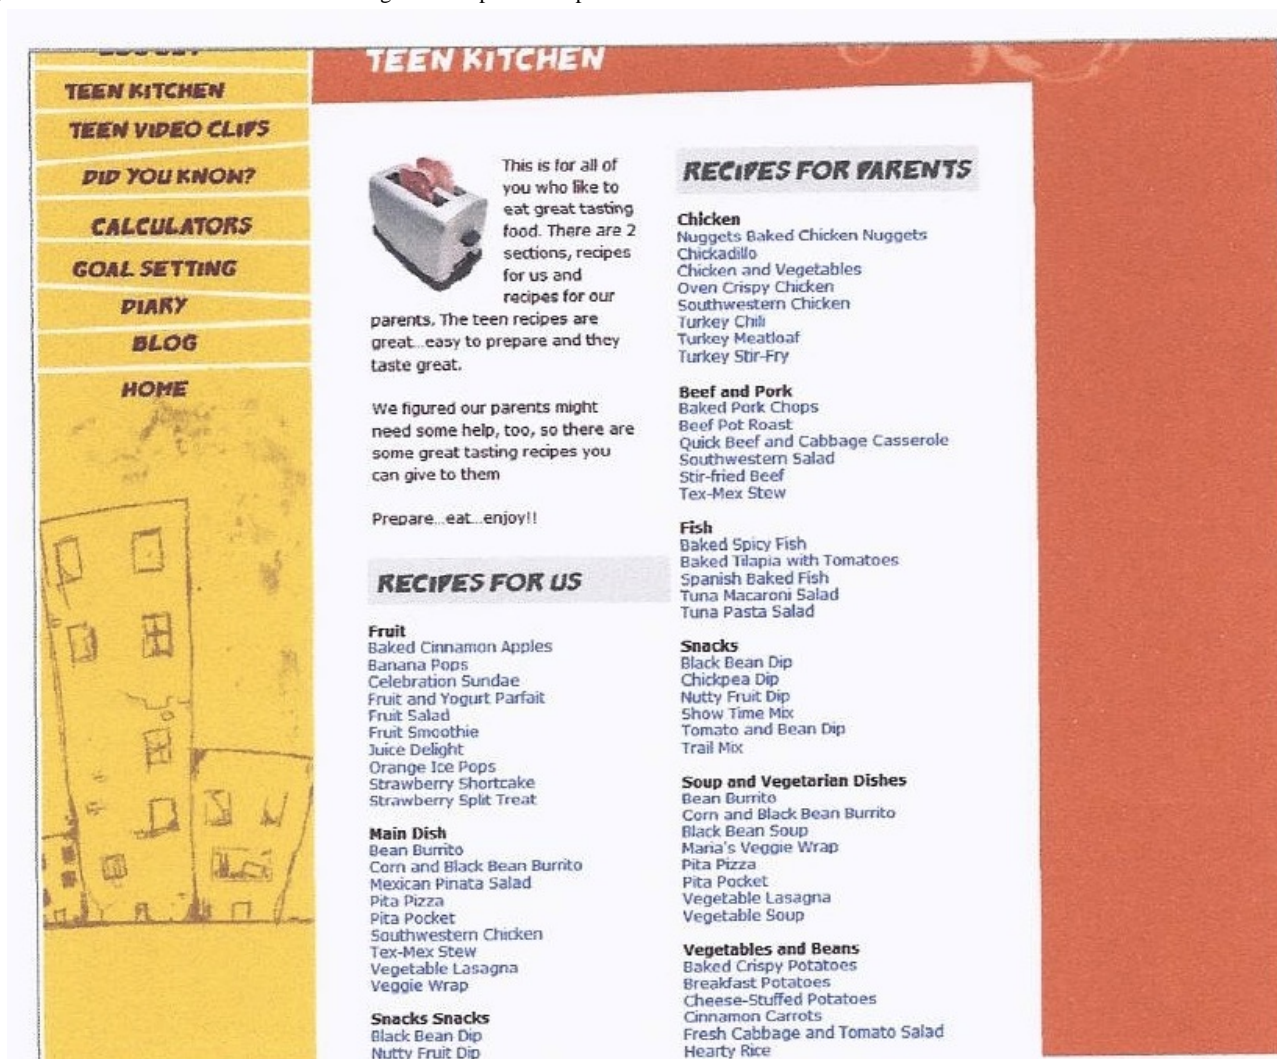 TEEN KITCHEN
TEEN KITCHEN
TEEN VIDEO CLIPS
DID YOU KNON?
CALCULATORS
GOAL SETTING
DIARY
BLOG
HOME
This is for all of
you who like to
eat great tasting
food. There are 2
sections, recipes
for us and
recipes for our
parents. The teen recipes are
great...easy to prepare and they
taste great.
We figured our parents might
need some help, too, so there are
some great tasting recipes you
can give to them
Prepare...eat...enjoy!!
RECIPES FOR US
Fruit
Baked Cinnamon Apples
Banana Pops
Celebration Sundae
Fruit and Yogurt Parfait
Fruit Salad
Fruit Smoothie
Juice Delight
Orange Ice Pops
Strawberry Shortcake
Strawberry Split Treat
Main Dish
Bean Burrito
Corn and Black Bean Burrito
Mexican Pinata Salad
Pita Pizza
Pita Pocket
Southwestern Chicken
Tex-Mex Stew
Vegetable Lasagna
Veggie Wrap
Snacks Snacks
Black Bean Dip
Nutty Fruit Dip
RECIPES FOR PARENTS
Chicken
Nuggets Baked Chicken Nuggets
Chickadillo
Chicken and Vegetables
Oven Crispy Chicken
Southwestern Chicken
Turkey Chili
Turkey Meatloaf
Turkey Stir-Fry
Beef and Pork
Baked Pork Chops
Beef Pot Roast
Quick Beef and Cabbage Casserole
Southwestern Salad
Stir-fried Beef
Tex-Mex Stew
Fish
Baked Spicy Fish
Baked Tilapia with Tomatoes
Spanish Baked Fish
Tuna Macaroni Salad
Tuna Pasta Salad
Snacks
Black Bean Dip
Chickpea Dip
Nutty Fruit Dip
Show Time Mix
Tomato and Bean Dip
Trail Mix
Soup and Vegetarian Dishes
Bean Burrito
Corn and Black Bean Burrito
Black Bean Soup
Maria's Veggie Wrap
Pita Pizza
Pita Pocket
Vegetable Lasagna
Vegetable Soup
Vegetables and Beans
Baked Crispy Potatoes
Breakfast Potatoes
Cheese-Stuffed Potatoes
Cinnamon Carrots
Fresh Cabbage and Tomato Salad
Hearty Rice